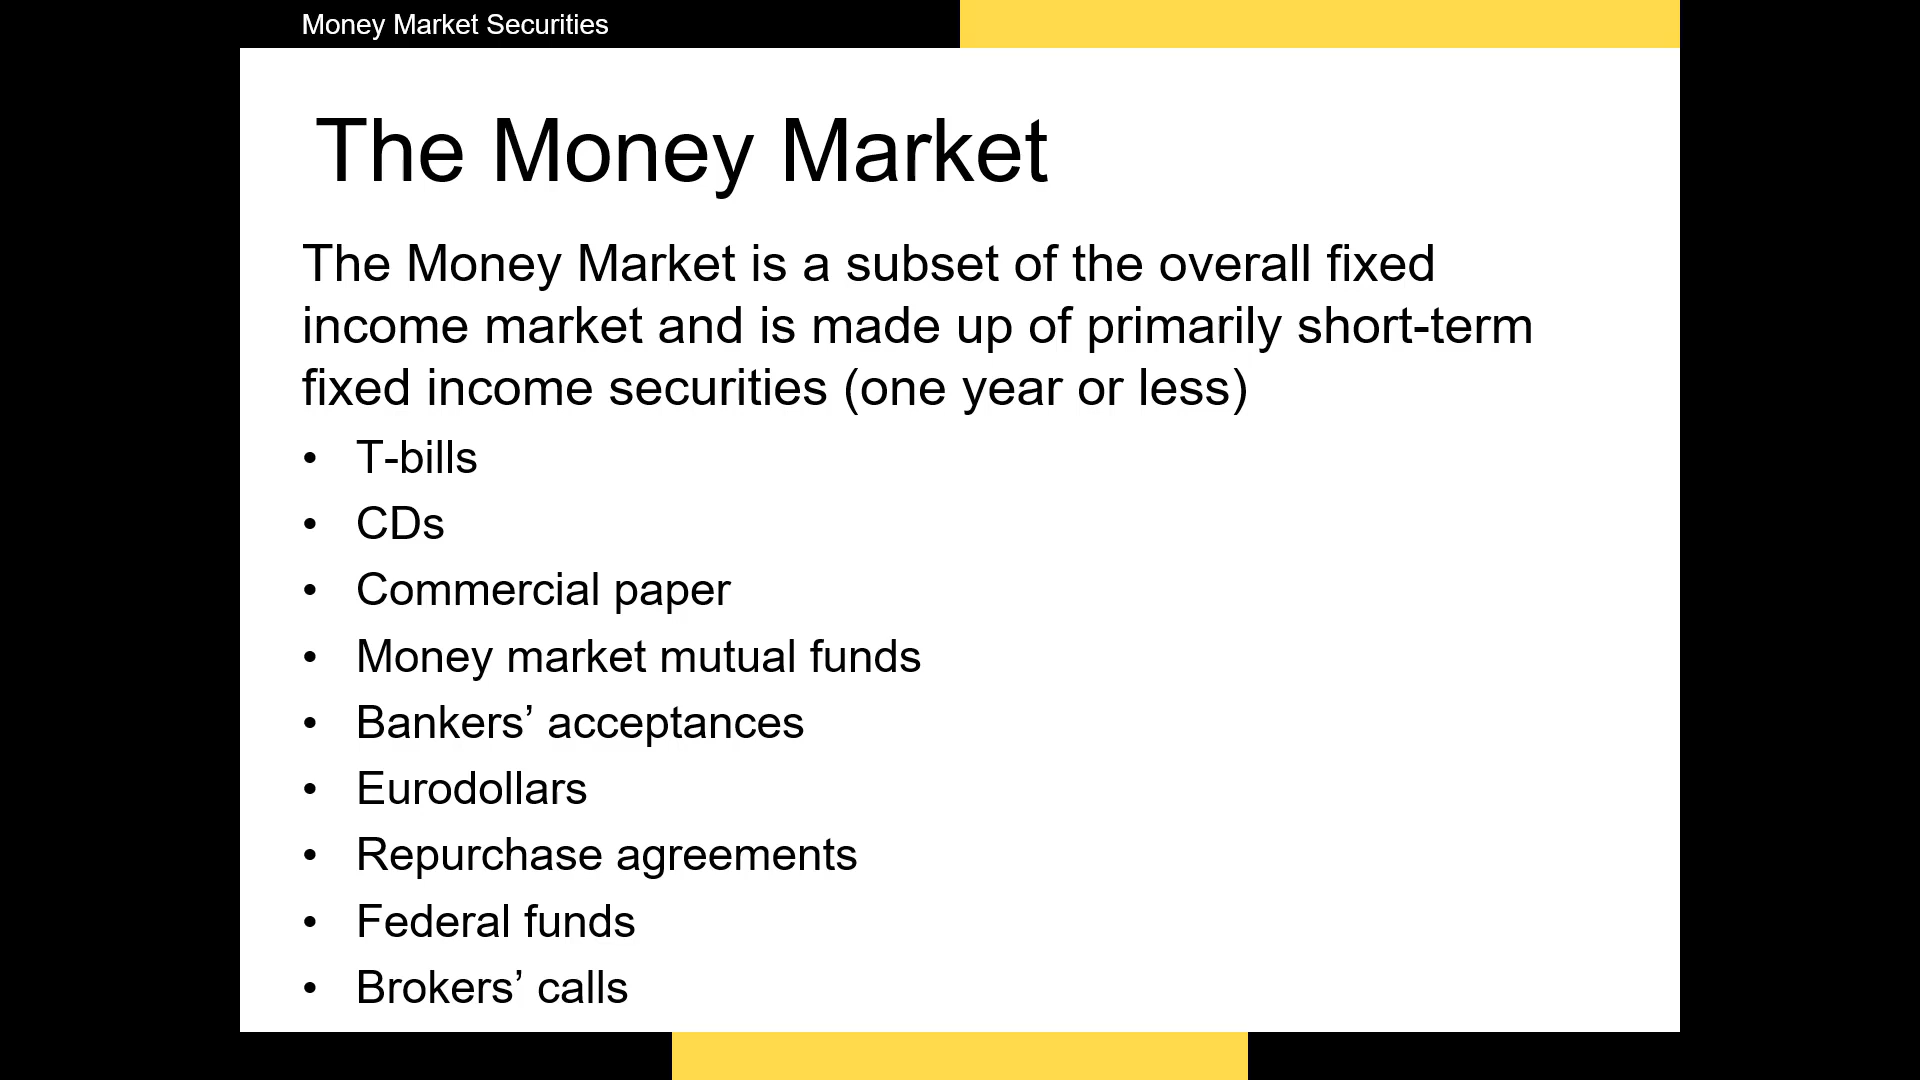 Money Market Securities
The Money Market
The Money Market is a subset of the overall fixed
income market and is made up of primarily short-term
fixed income securities (one year or less)
• T-bills
• CDs
• Commercial paper
• Money market mutual funds
• Bankers’ acceptances
• Eurodollars
• Repurchase agreements
• Federal funds
• Brokers’ calls